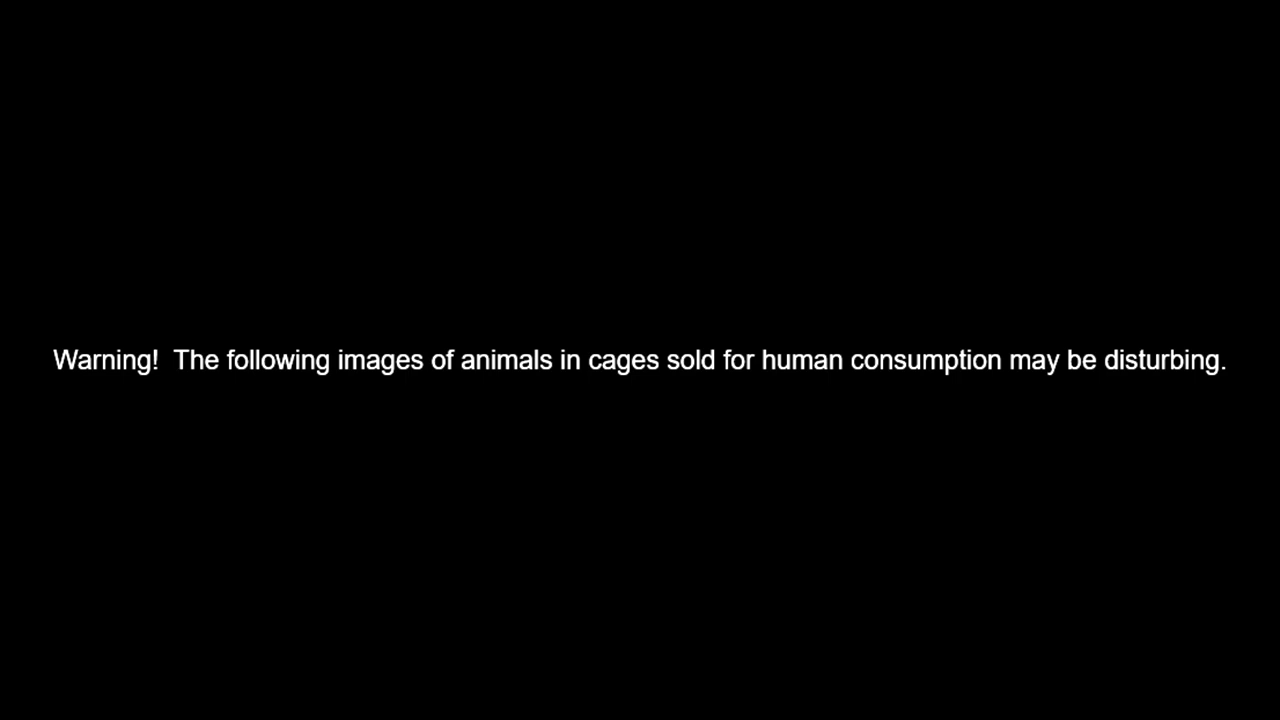 Warning!  The following images of animals in cages sold for human consumption may be disturbing.